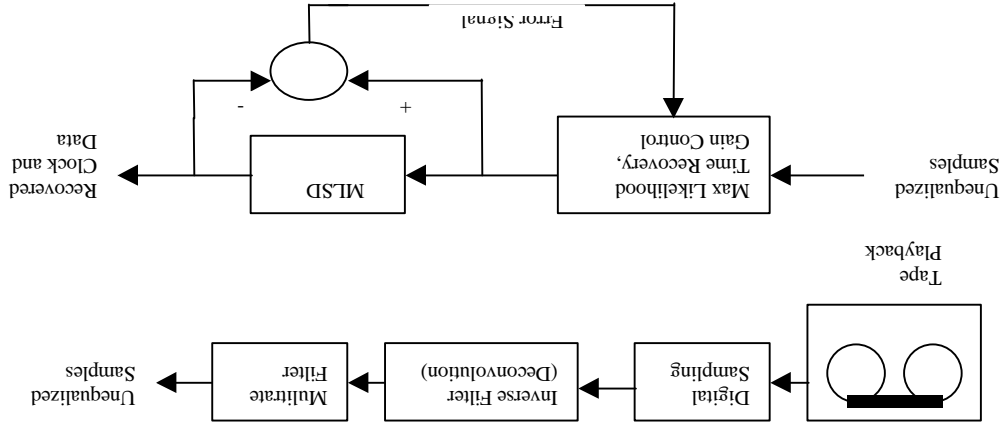 Digital
Sampling
Inverse Filter
(Deconvolution)
Mulitrate
Filter
Unequalized
Samples
Tape
Playback
Unequalized
Samples
Max Likelihood
Time Recovery,
Gain Control
MLSD
Recovered
Clock and
Data
+
-
Error Signal